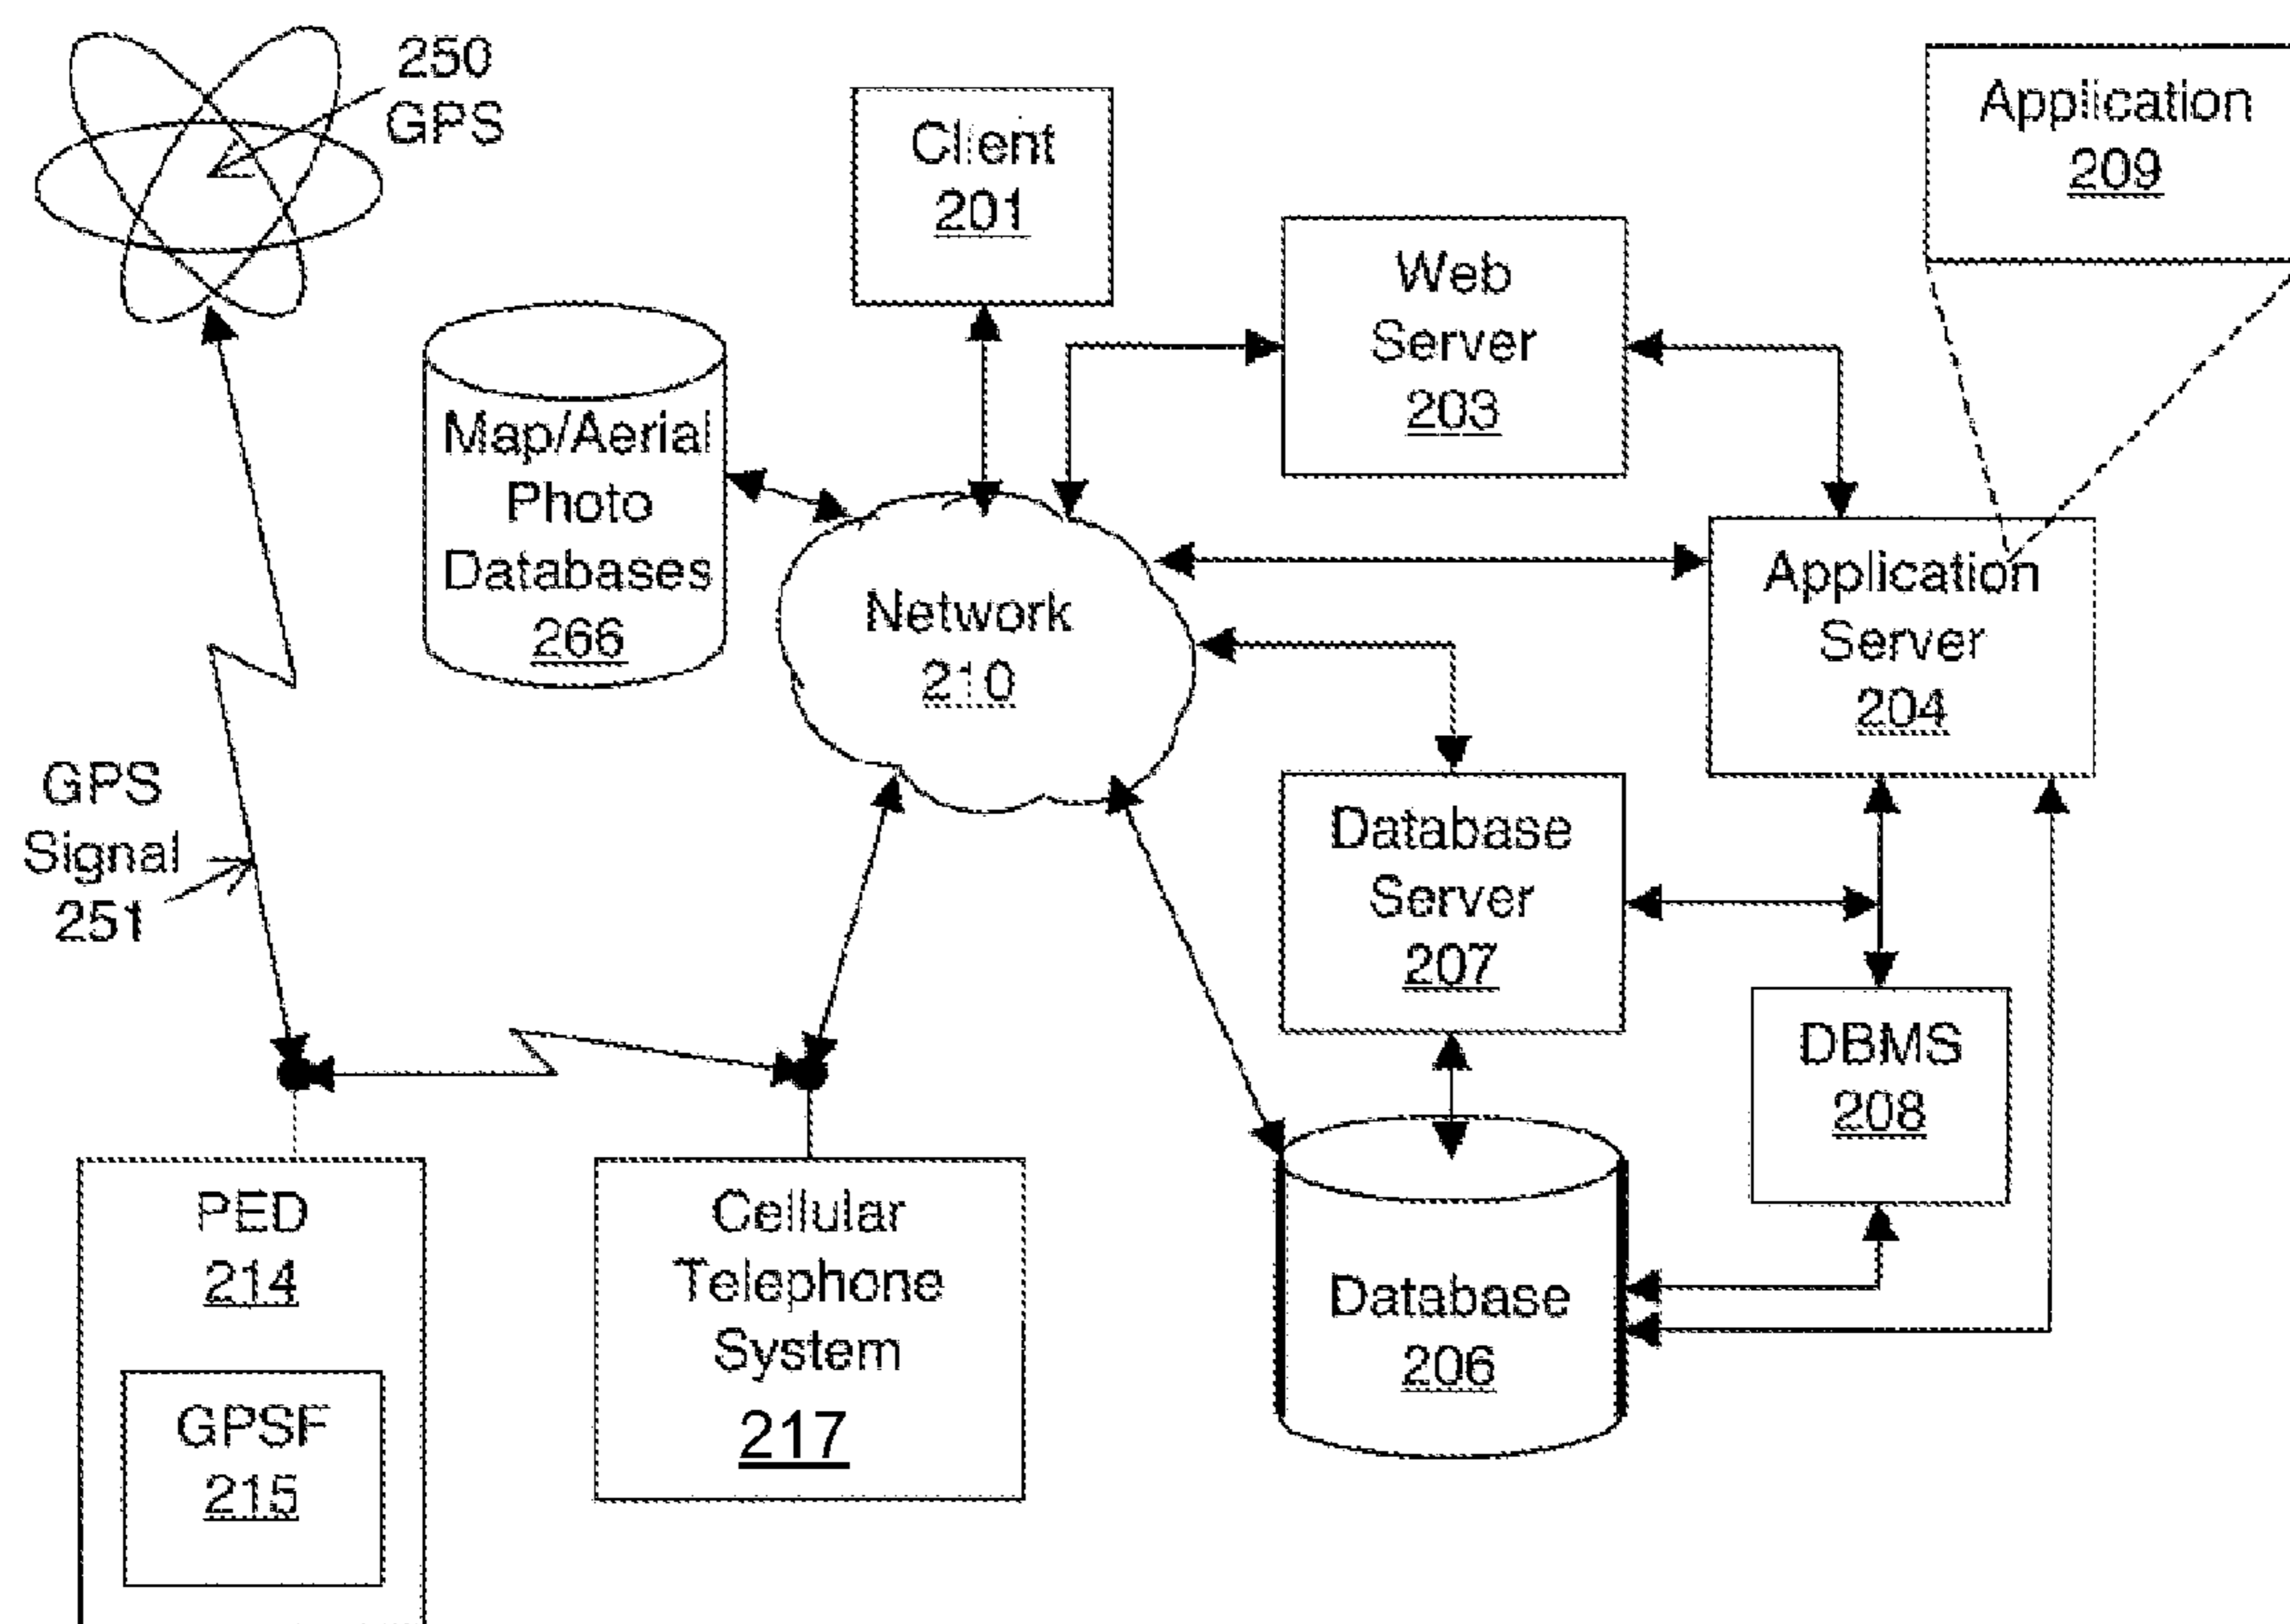 250
GPS
Client
201
Application
209
Web
Server
203
Map/Aerial
Photo
Databases
266
Network
210
Application
Server
204
GPS
Signal
251
Database
Server
207
DBMS
208
PED
214
GPSF
215
Cellular
Telephone
System
217
Database
206